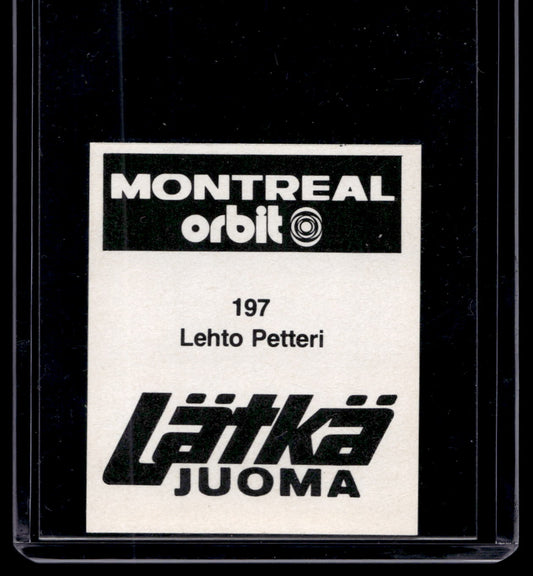 MONTREAL
orbit
197
Lehto Petteri
Lätkä
JUOMA